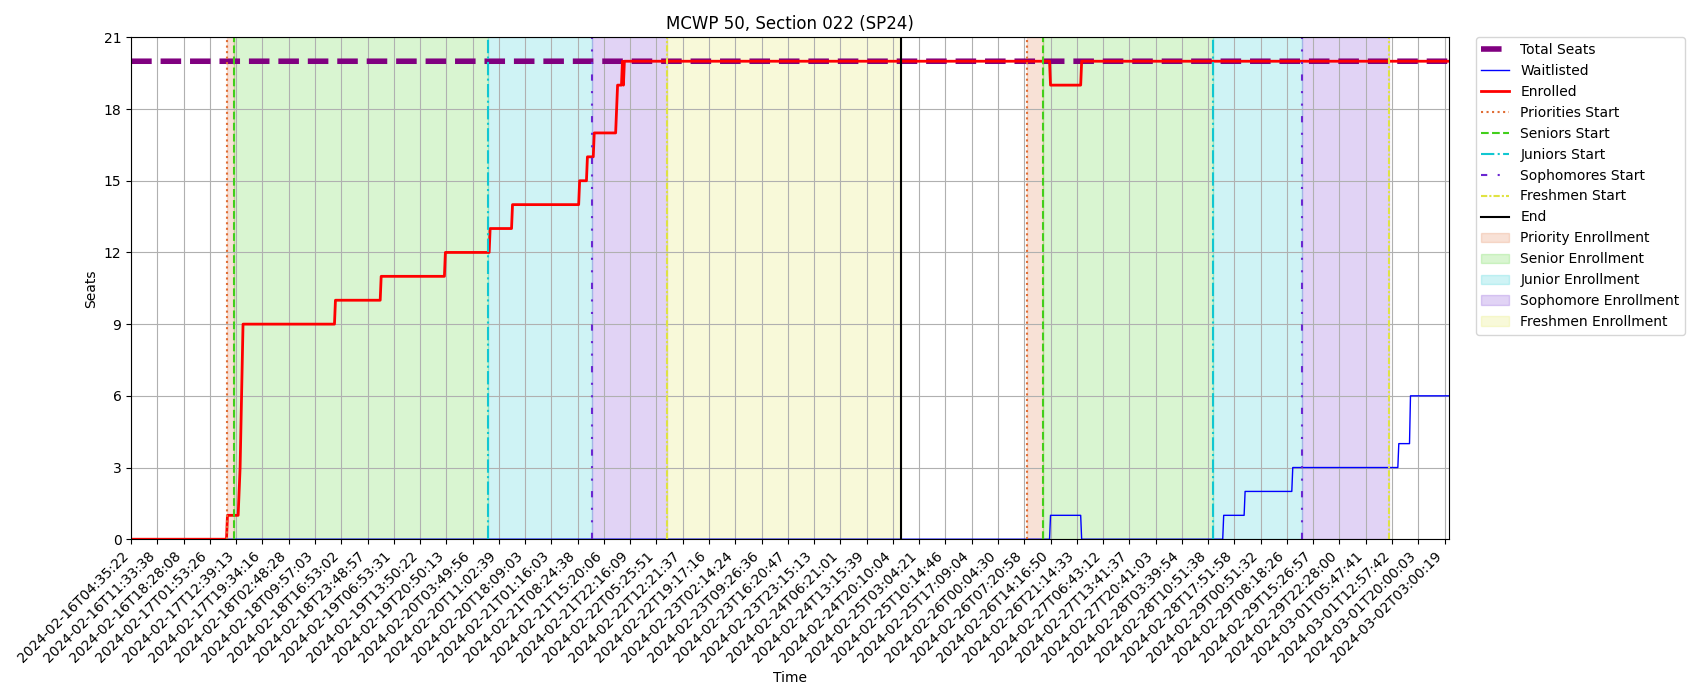 MCWP 50, Section 022 (SP24)
Seats
21
18
15
12
9
6
3
0
2024-02-16T04:35:22
2024-02-16T11:33:38
2024-02-16T18:28:08
2024-02-17T01:53:26
2024-02-17T12:39:13
2024-02-17T19:34:16
2024-02-18T02:48:28
2024-02-18T09:57:03
2024-02-18T16:53:02
2024-02-18T23:48:57
2024-02-19T06:53:31
2024-02-19T13:50:22
2024-02-19T20:50:13
2024-02-20T03:49:56
2024-02-20T11:02:39
2024-02-20T18:09:03
2024-02-21T01:16:03
2024-02-21T08:24:38
2024-02-21T15:20:06
2024-02-21T22:16:09
2024-02-22T05:25:51
2024-02-22T12:21:37
2024-02-22T19:17:16
2024-02-23T02:14:24
2024-02-23T09:26:36
2024-02-23T16:20:47
2024-02-23T23:15:13
2024-02-24T06:21:01
2024-02-24T13:15:39
2024-02-24T20:10:04
2024-02-25T03:04:21
2024-02-25T10:14:46
2024-02-25T17:09:04
2024-02-26T00:04:30
2024-02-26T07:20:58
2024-02-26T14:16:50
2024-02-26T21:14:33
2024-02-27T06:43:12
2024-02-27T13:41:37
2024-02-27T20:41:03
2024-02-28T03:39:54
2024-02-28T10:51:38
2024-02-28T17:51:58
2024-02-29T00:51:32
2024-02-29T08:18:26
2024-02-29T15:26:57
2024-02-29T22:28:00
2024-03-01T05:47:41
2024-03-01T12:57:42
2024-03-01T20:00:03
2024-03-02T03:00:19
Time
Total Seats
Waitlisted
Enrolled
Priorities Start
Seniors Start
Juniors Start
Sophomores Start
Freshmen Start
End
Priority Enrollment
Senior Enrollment
Junior Enrollment
Sophomore Enrollment
Freshmen Enrollment